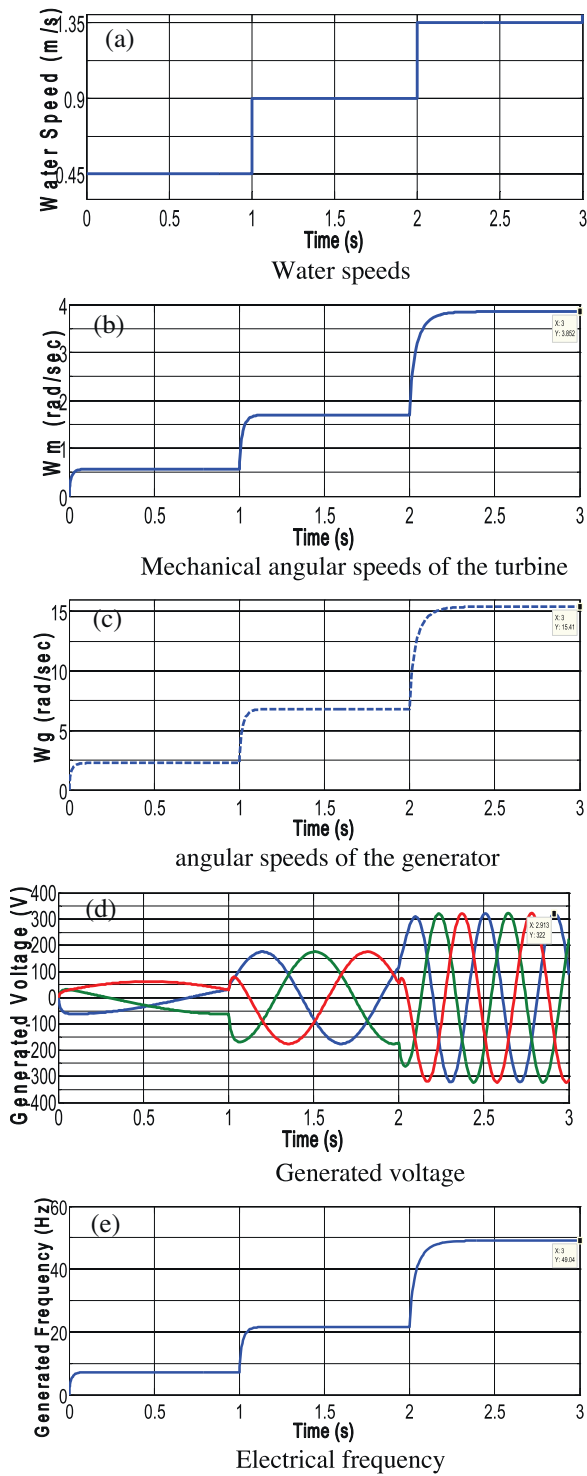 (a)
Water Speed (m/s)
1.35
0.9
0.45
0 0.5 1 1.5 2 2.5 3
Time (s)
Water speeds
(b)
Wm (rad/sec)
4
3
2
1
0
X: 3
Y: 3.852
0 0.5 1 1.5 2 2.5 3
Time (s)
Mechanical angular speeds of the turbine
(c)
Wg (rad/sec)
15
10
5
0
X: 3
Y: 15.41
0 0.5 1 1.5 2 2.5 3
Time (s)
angular speeds of the generator
(d)
Generated Voltage (V)
400
300
200
100
0
100
200
300
400
X: 2.913
Y: 322
0 0.5 1 1.5 2 2.5 3
Time (s)
Generated voltage
(e)
Generated Frequency (Hz)
60
40
20
0
X: 3
Y: 49.04
0 0.5 1 1.5 2 2.5 3
Time (s)
Electrical frequency